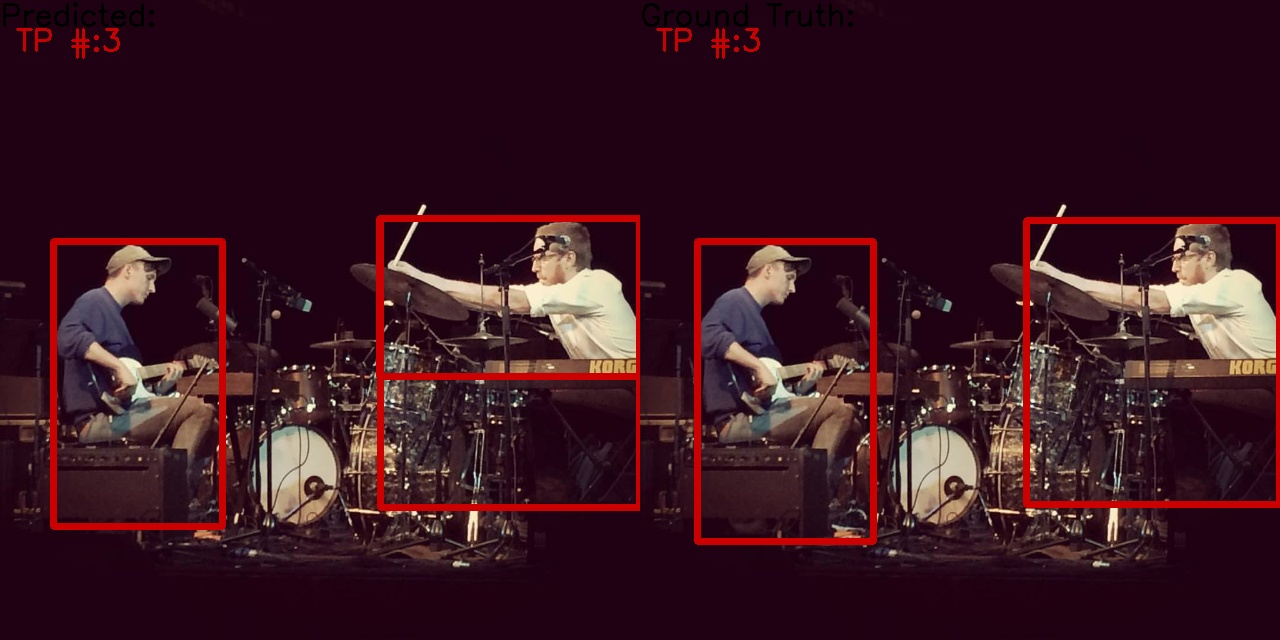 Predicted:
TP #:3
Ground Truth:
TP #:3
KORG
KORG